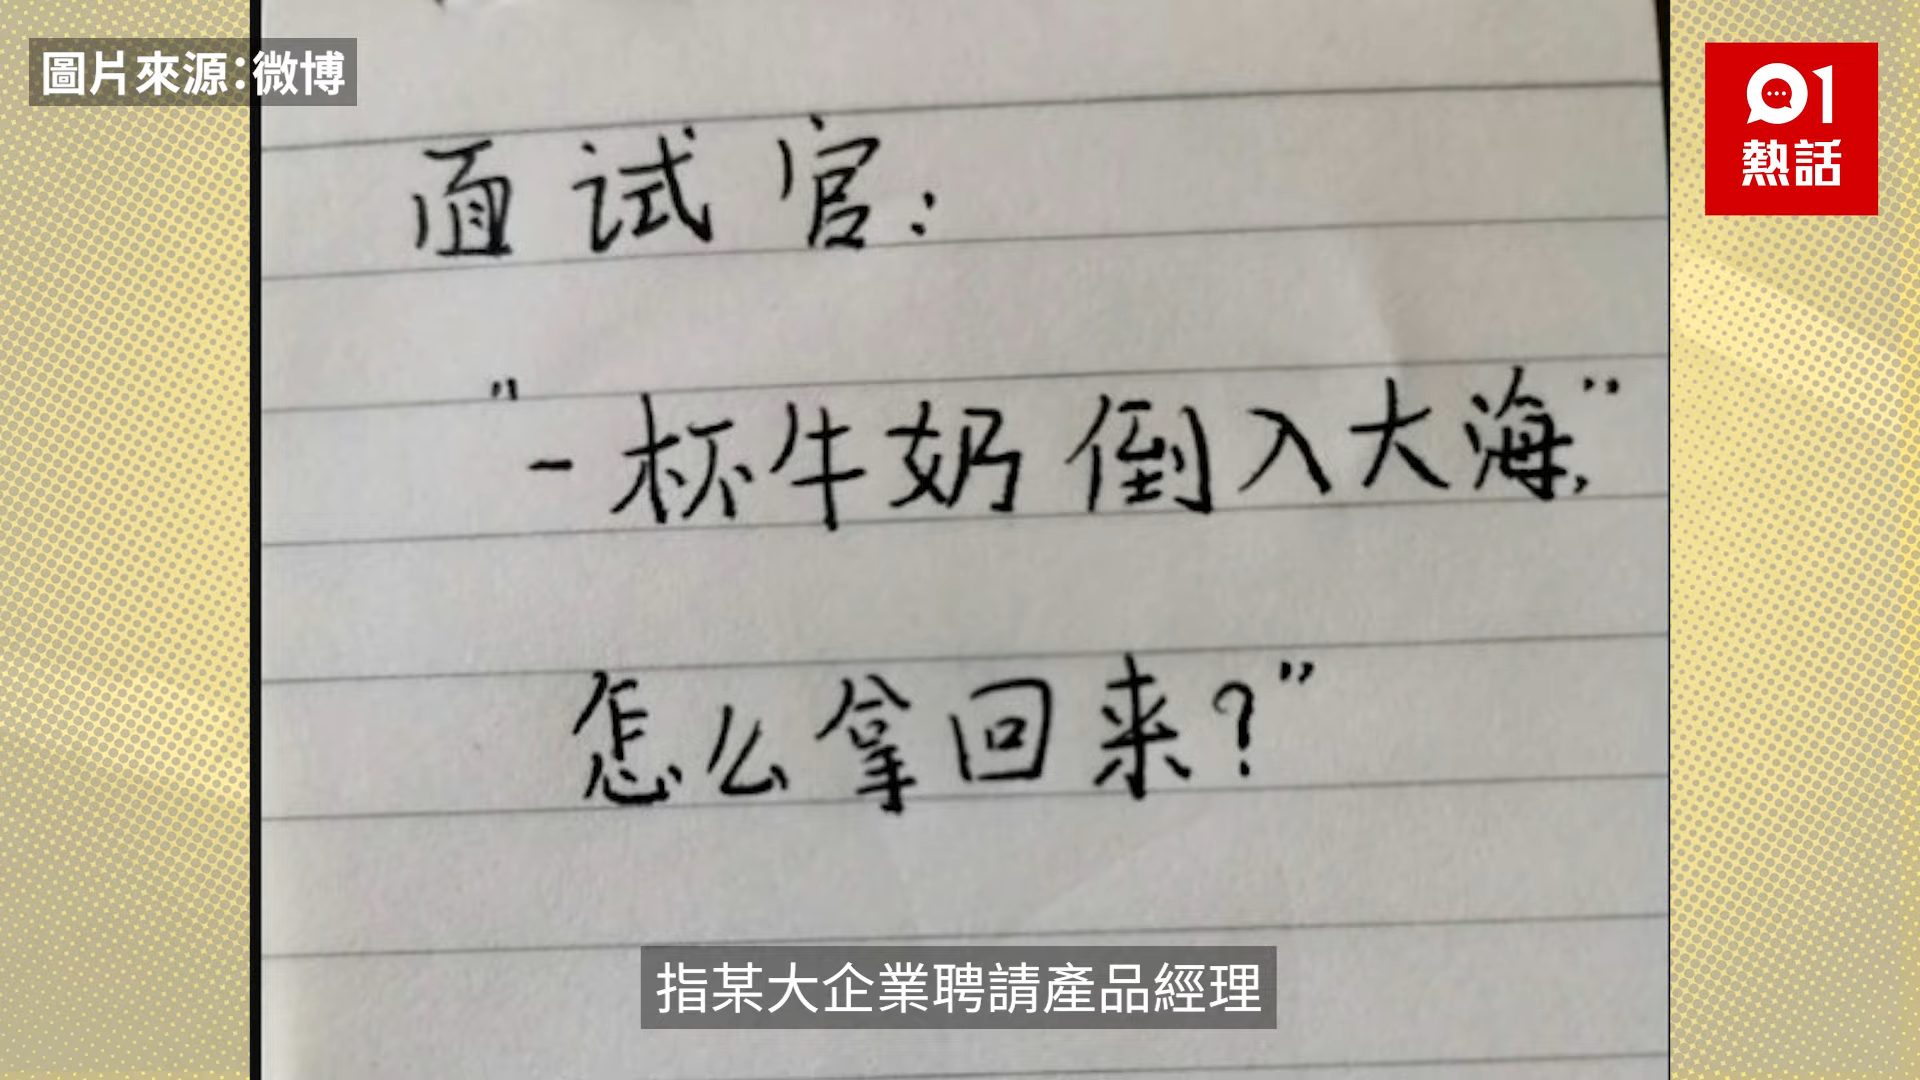 圖片來源：微博
01
熱話
面试官：
"一杯牛奶倒入大海，"
怎么拿回来？"
指某大企業聘請產品經理